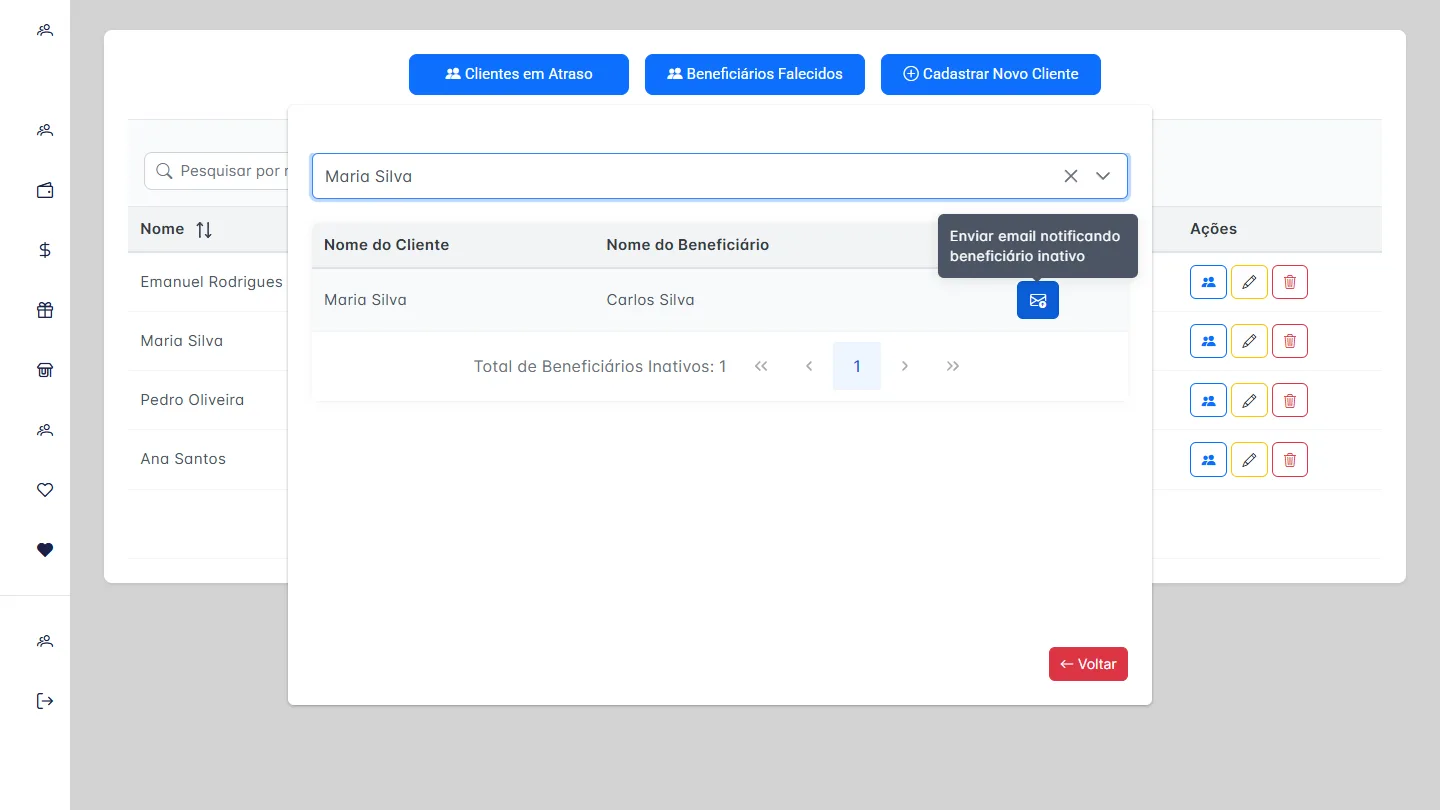 Clientes em Atraso
Beneficiários Falecidos
Cadastrar Novo Cliente
Pesquisar por
Maria Silva
Nome
Ações
Nome do Cliente
Nome do Beneficiário
Enviar email notificando
beneficiário inativo
Emanuel Rodrigues
Maria Silva
Carlos Silva
Maria Silva
Total de Beneficiários Inativos: 1
1
Pedro Oliveira
Ana Santos
Voltar